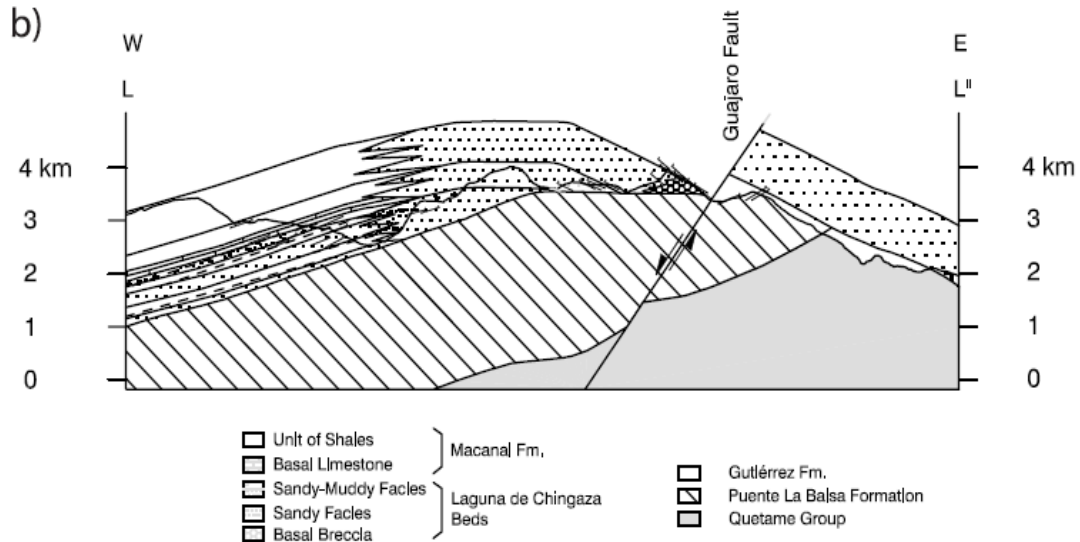 b)
W
E
L
L"
Guajaro Fault
4 km
3
2
1
0
4 km
3
2
1
0
Unit of Shales
Basal Limestone
Macanal Fm.
Sandy-Muddy Facies
Sandy Facies
Basal Breccia
Laguna de Chingaza
Beds
Gutiérrez Fm.
Puente La Balsa Formation
Quetame Group